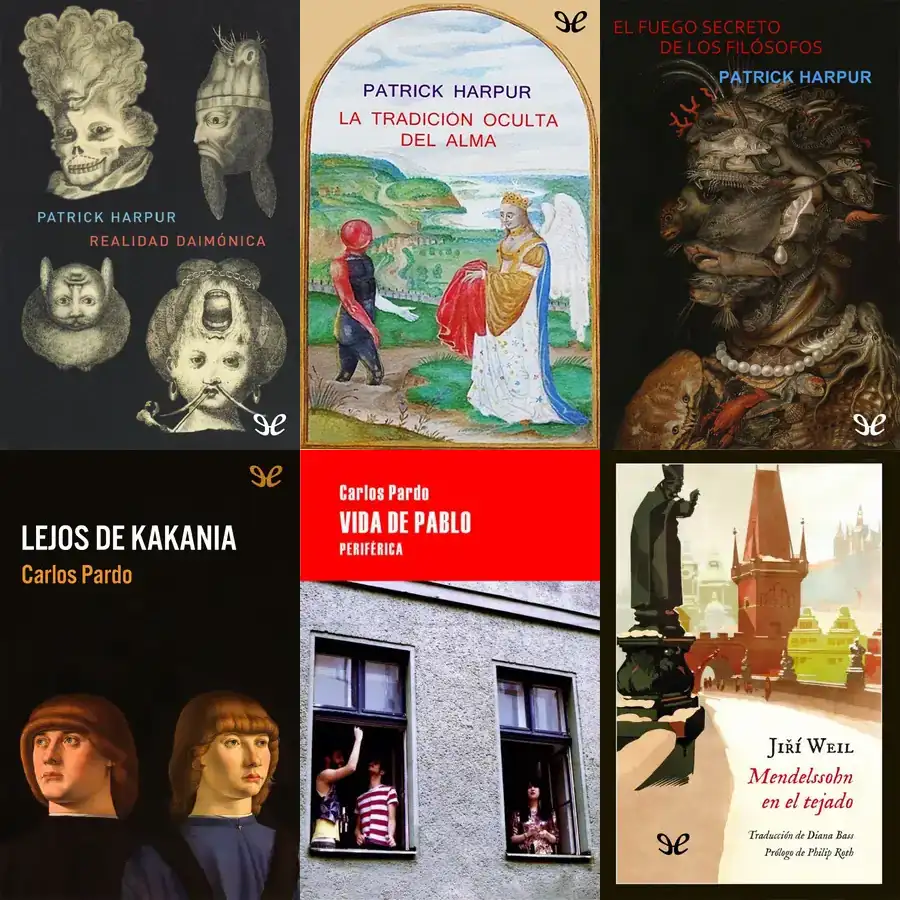 PATRICK HARPUR
REALIDAD DAIMÓNICA
PATRICK HARPUR
LA TRADICION OCULTA
DEL ALMA
EL FUEGO SECRETO
DE LOS FILÓSOFOS
PATRICK HARPUR
LEJOS DE KAKANIA
Carlos Pardo
Carlos Pardo
VIDA DE PABLO
PERIFÉRICA
Jiří Weil
Mendelssohn
en el tejado
Traducción de Diana Bass
Prólogo de Philip Roth